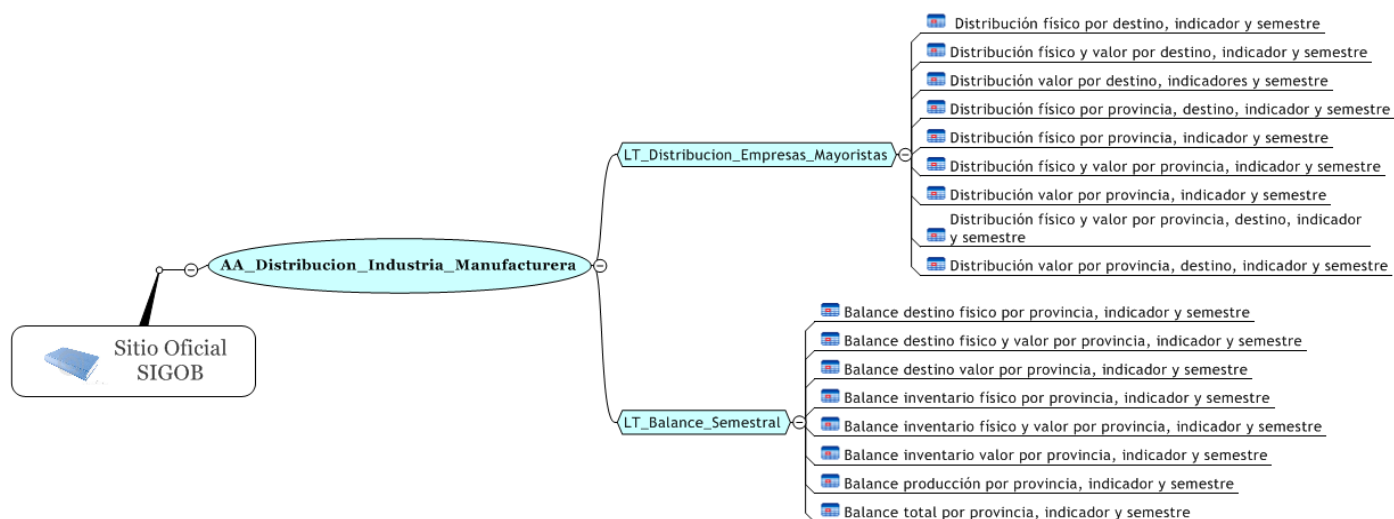 Distribución físico por destino, indicador y semestre
Distribución físico y valor por destino, indicador y semestre
Distribución valor por destino, indicadores y semestre
Distribución físico por provincia, destino, indicador y semestre
Distribución físico por provincia, indicador y semestre
Distribución físico y valor por provincia, indicador y semestre
Distribución valor por provincia, indicador y semestre
Distribución físico y valor por provincia, destino, indicador
y semestre
Distribución valor por provincia, destino, indicador y semestre
LT_Distribucion_Empresas_Mayoristas
AA_Distribucion_Industria_Manufacturera
Sitio Oficial
SIGOB
LT_Balance_Semestral
Balance destino fisico por provincia, indicador y semestre
Balance destino fisico y valor por provincia, indicador y semestre
Balance destino valor por provincia, indicador y semestre
Balance inventario físico por provincia, indicador y semestre
Balance inventario físico y valor por provincia, indicador y semestre
Balance inventario valor por provincia, indicador y semestre
Balance producción por provincia, indicador y semestre
Balance total por provincia, indicador y semestre